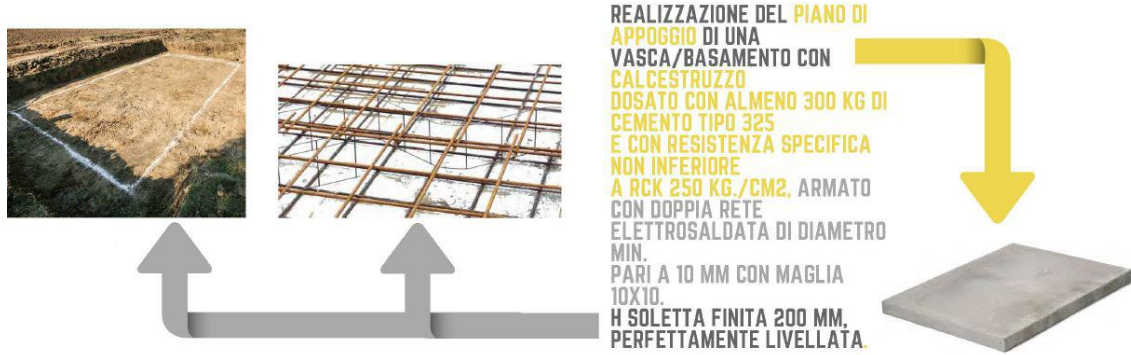 REALIZZAZIONE DEL PIANO DI
APPOGGIO DI UNA
VASCA/BASAMENTO CON
CALCESTRUZZO
DOSATO CON ALMENO 300 KG DI
CEMENTO TIPO 325
E CON RESISTENZA SPECIFICA
NON INFERIORE
A RCK 250 KG./CM2, ARMATO
CON DOPPIA RETE
ELETTROSALDATA DI DIAMETRO
MIN.
PARI A 10 MM CON MAGLIA
10X10.
H SOLETTA FINITA 200 MM,
PERFETTAMENTE LIVELLATA.